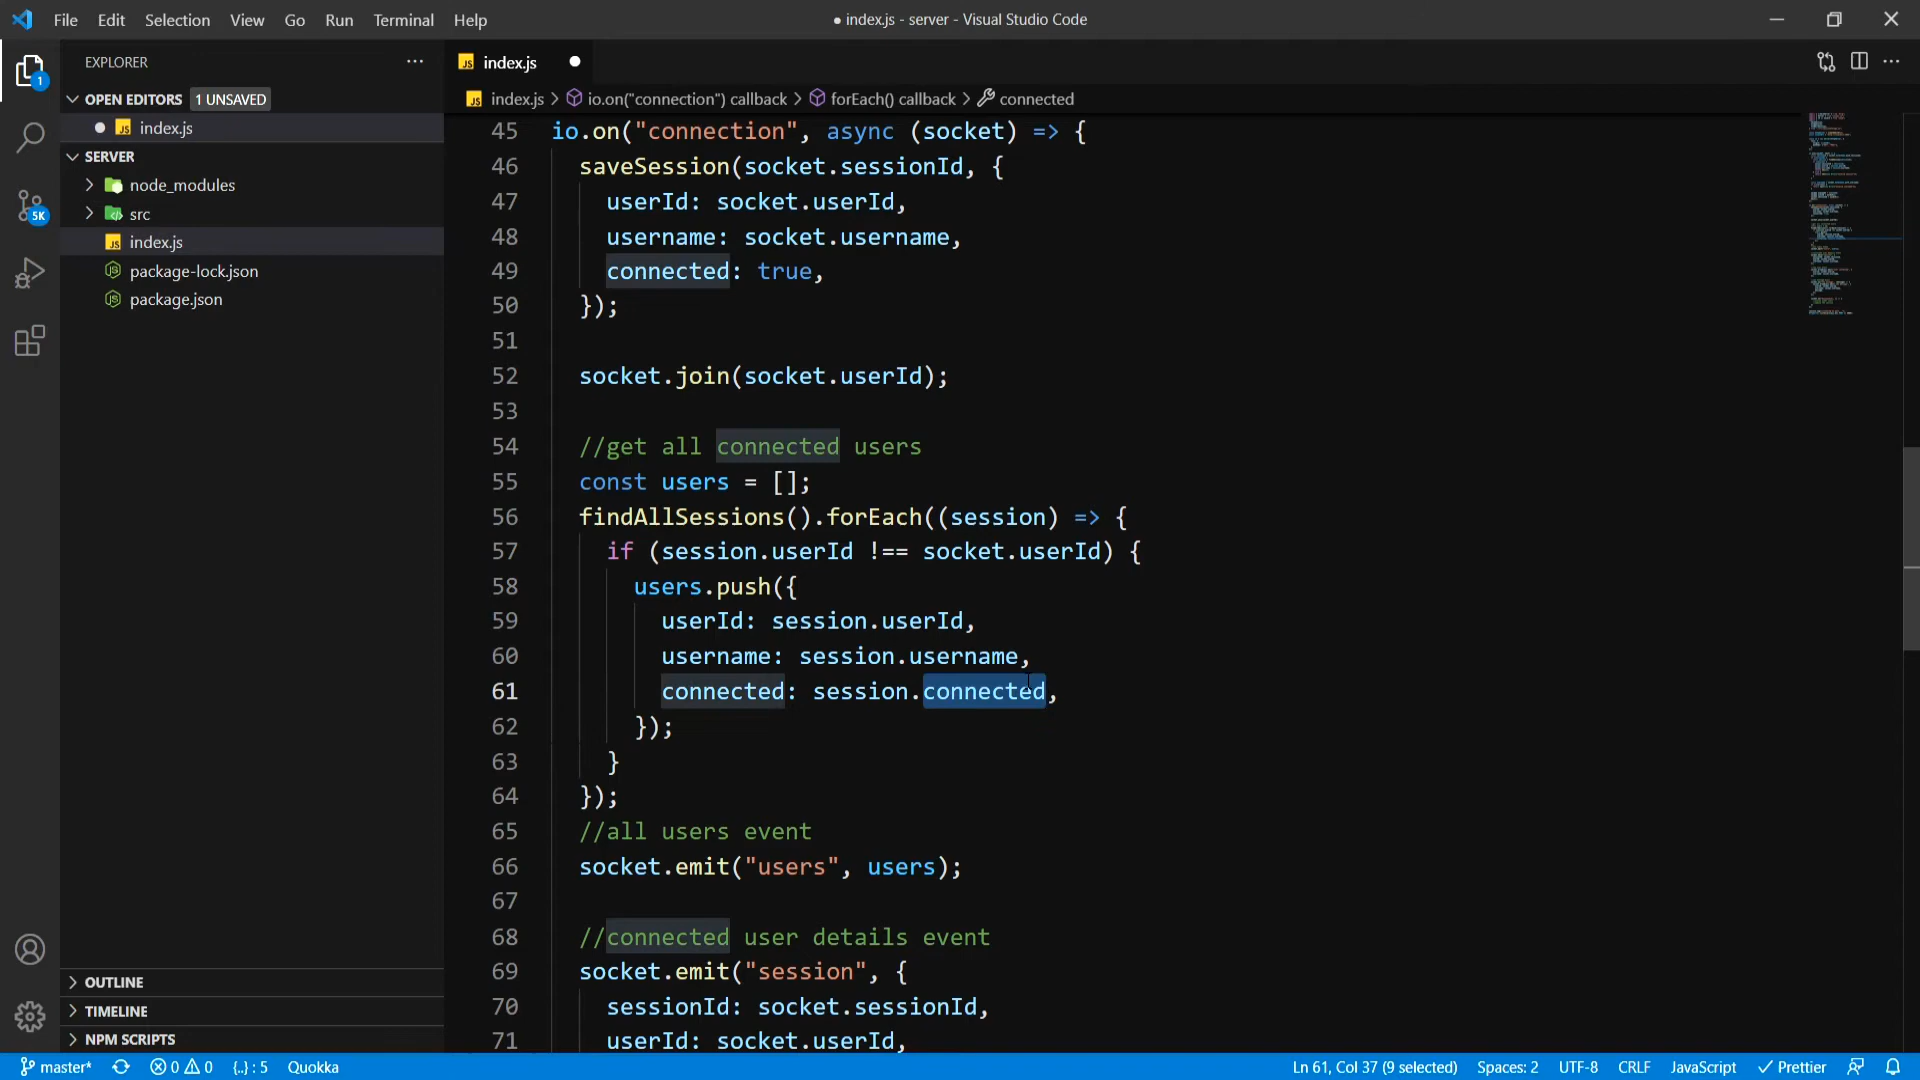 File Edit Selection View Go Run Terminal Help
● index.js - server - Visual Studio Code
EXPLORER
OPEN EDITORS 1 UNSAVED
index.js
SERVER
node_modules
src
index.js
package-lock.json
package.json
OUTLINE
TIMELINE
NPM SCRIPTS
1
5K
JS index.js
JS index.js > io.on("connection") callback > forEach() callback > connected
45 io.on("connection", async (socket) => {
46 saveSession(socket.sessionId, {
47 userId: socket.userId,
48 username: socket.username,
49 connected: true,
50 });
51
52 socket.join(socket.userId);
53
54 //get all connected users
55 const users = [];
56 findAllSessions().forEach((session) => {
57 if (session.userId !== socket.userId) {
58 users.push({
59 userId: session.userId,
60 username: session.username,
61 connected: session.connected,
62 });
63 }
64 });
65 //all users event
66 socket.emit("users", users);
67
68 //connected user details event
69 socket.emit("session", {
70 sessionId: socket.sessionId,
71 userId: socket.userId,
master* 0 0 {..} : 5 Quokka Ln 61, Col 37 (9 selected) Spaces: 2 UTF-8 CRLF JavaScript Prettier